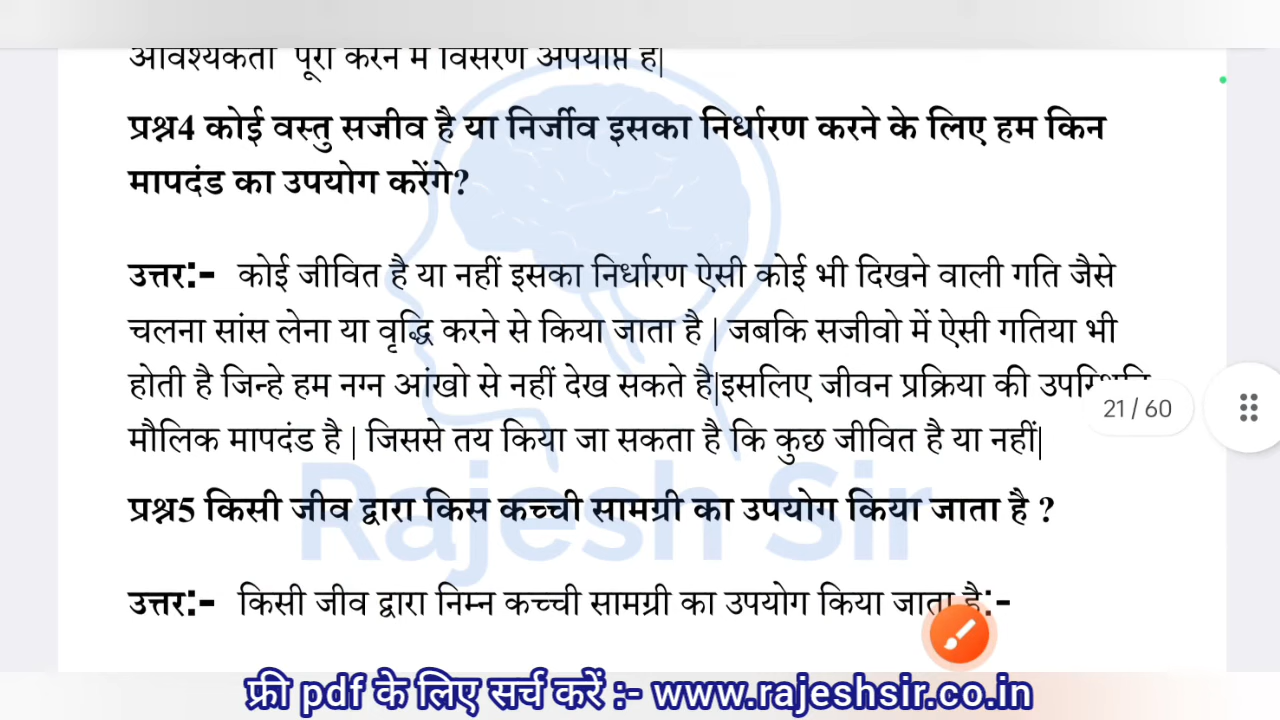 आवश्यकता पूरी करने में विसरण अपर्याप्त है|
प्रश्न4 कोई वस्तु सजीव है या निर्जीव इसका निर्धारण करने के लिए हम किन
मापदंड का उपयोग करेंगे?
उत्तर:- कोई जीवित है या नहीं इसका निर्धारण ऐसी कोई भी दिखने वाली गति जैसे
चलना सांस लेना या वृद्धि करने से किया जाता है | जबकि सजीवो में ऐसी गतिया भी
होती है जिन्हे हम नग्न आंखो से नहीं देख सकते है|इसलिए जीवन प्रक्रिया की
21 / 60
मौलिक मापदंड है | जिससे तय किया जा सकता है कि कुछ जीवित है या नहीं|
Rajesh Sir
प्रश्न5 किसी जीव द्वारा किस कच्ची सामग्री का उपयोग किया जाता है ?
उत्तर:- किसी जीव द्वारा निम्न कच्ची सामग्री का उपयोग किया जाता है:-
फ्री pdf के लिए सर्च करें :- www.rajeshsir.co.in